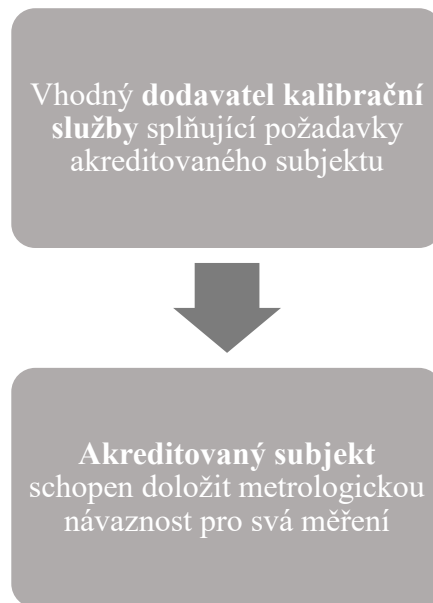 Vhodný dodavatel kalibrační
služby splňující požadavky
akreditovaného subjektu
Akreditovaný subjekt
schopen doložit metrologickou
návaznost pro svá měření